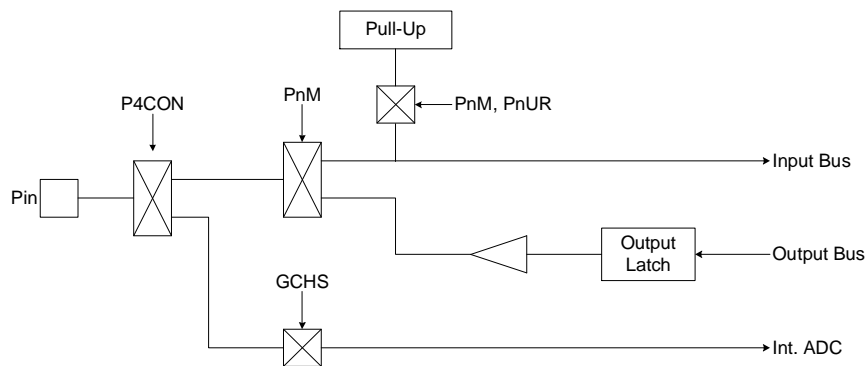 Pull-Up
P4CON
PnM
PnM, PnUR
Pin
Input Bus
Output
Latch
Output Bus
GCHS
Int. ADC